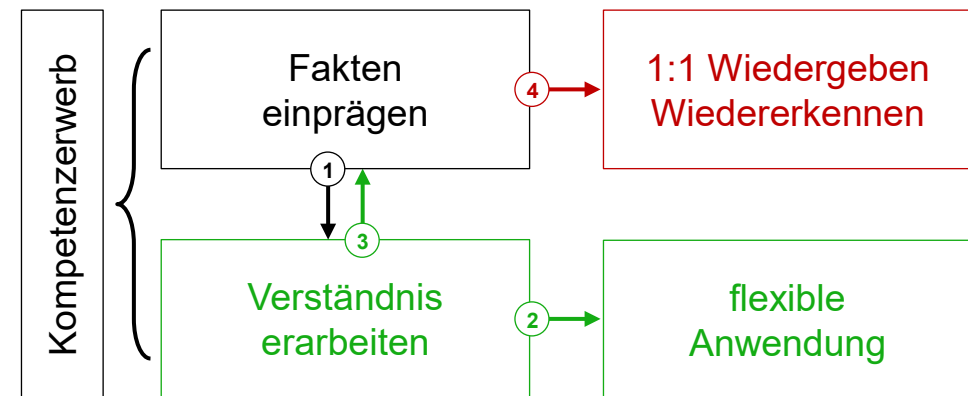 Kompetenzerwerb
Fakten
einprägen
4
1:1 Wiedergeben
Wiedererkennen
1
3
Verständnis
erarbeiten
2
flexible
Anwendung